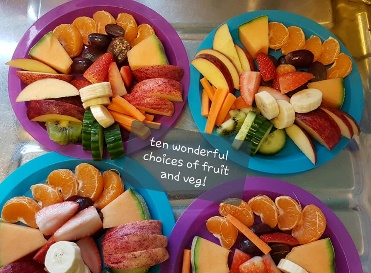 ten wonderful
choices of fruit
and veg!